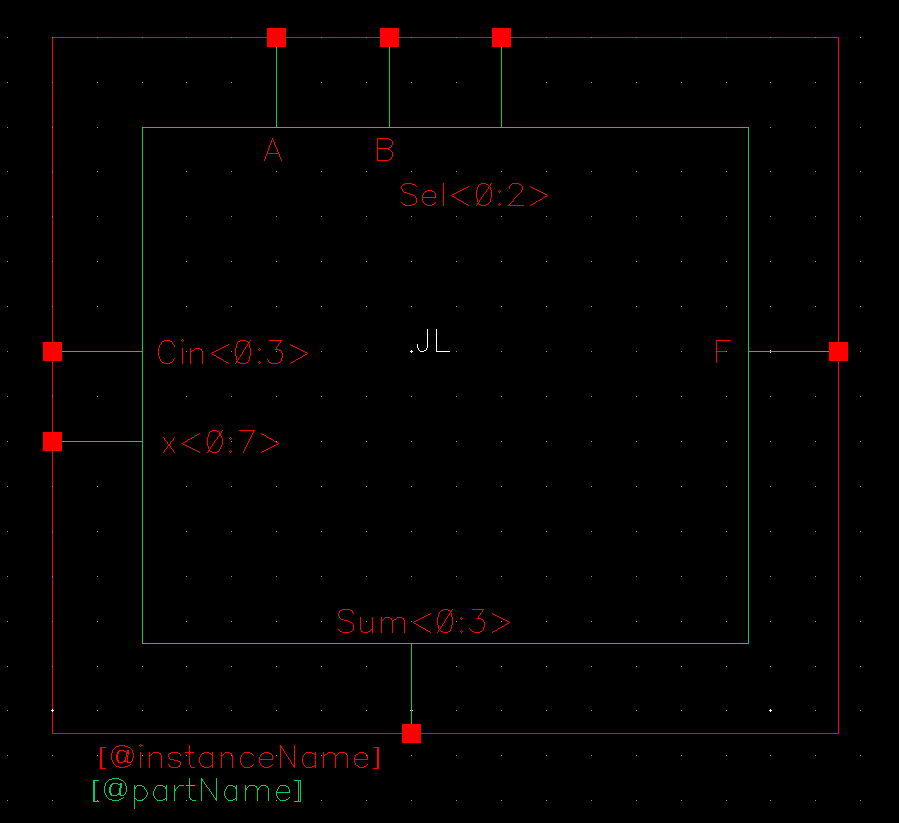 A B
Sel<0:2>
JL
Cin<0:3> F
x<0:7>
Sum<0:3>
[@instanceName]
[@partName]